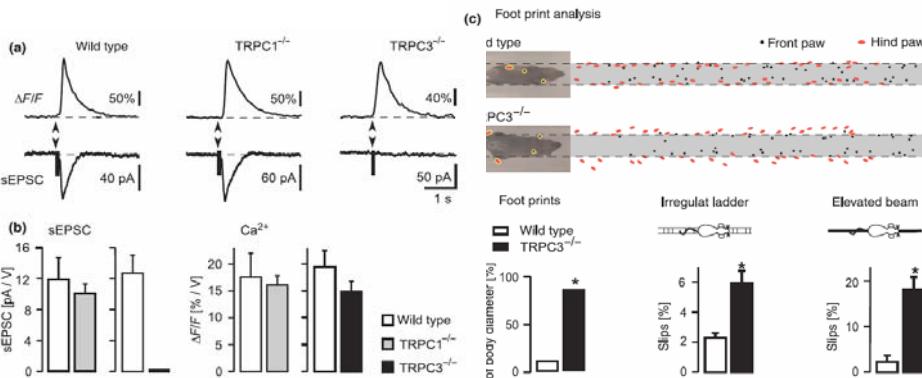 (a)
Wild type
TRPC1⁻/⁻
TRPC3⁻/⁻
ΔF/F
50%
50%
40%
sEPSC
40 pA
60 pA
50 pA
1 s
(b)
sEPSC
Ca²⁺
sEPSC [pA / V]
16
12
8
4
0
ΔF/F [% / V]
20
15
10
5
0
Wild type
TRPC1⁻/⁻
TRPC3⁻/⁻
(c)
Foot print analysis
d type
Front paw
Hind paw
PC3⁻/⁻
Foot prints
Irregulat ladder
Elevated beam
Wild type
TRPC3⁻/⁻
body diameter [%]
100
50
0
*
Slips [%]
6
4
2
0
*
Slips [%]
20
10
0
*